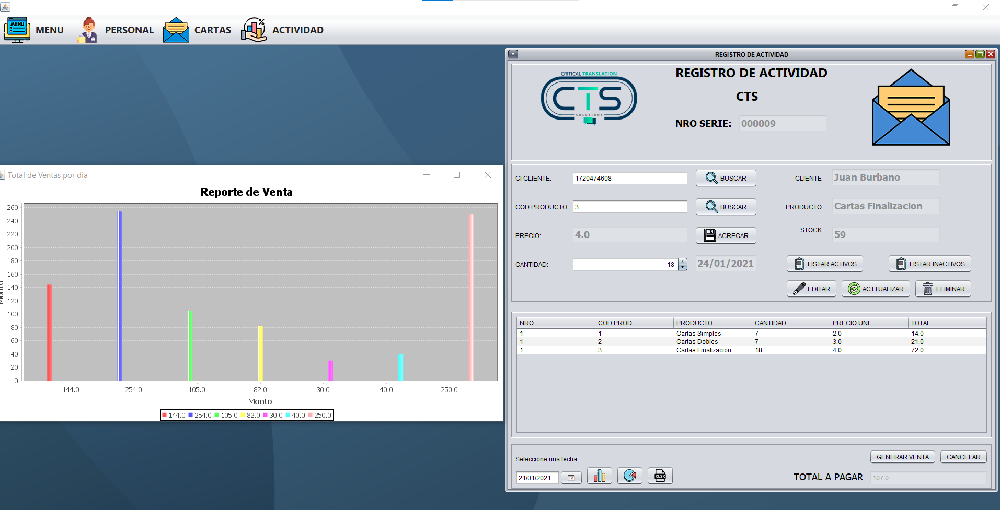 MENU
MENU PERSONAL CARTAS ACTIVIDAD
Total de Ventas por dia
Reporte de Venta
Monto
260
240
220
200
180
160
140
120
100
80
60
40
20
0
144.0 254.0 105.0 82.0 30.0 40.0 250.0
Monto
144.0 254.0 105.0 82.0 30.0 40.0 250.0
REGISTRO DE ACTIVIDAD
CRITICAL TRANSLATION
CTS
SOLUTIONS
REGISTRO DE ACTIVIDAD
CTS
NRO SERIE: 000009
CI CLIENTE: 1720474608 BUSCAR CLIENTE Juan Burbano
COD PRODUCTO: 3 BUSCAR PRODUCTO Cartas Finalizacion
PRECIO: 4.0 AGREGAR STOCK 59
CANTIDAD: 18 24/01/2021 LISTAR ACTIVOS LISTAR INACTIVOS
EDITAR ACTTUALIZAR ELIMINAR
NRO COD PROD PRODUCTO CANTIDAD PRECIO UNI TOTAL
1 1 Cartas Simples 7 2.0 14.0
1 2 Cartas Dobles 7 3.0 21.0
1 3 Cartas Finalizacion 18 4.0 72.0
Seleccione una fecha: GENERAR VENTA CANCELAR
21/01/2021 XLSX TOTAL A PAGAR 107.0